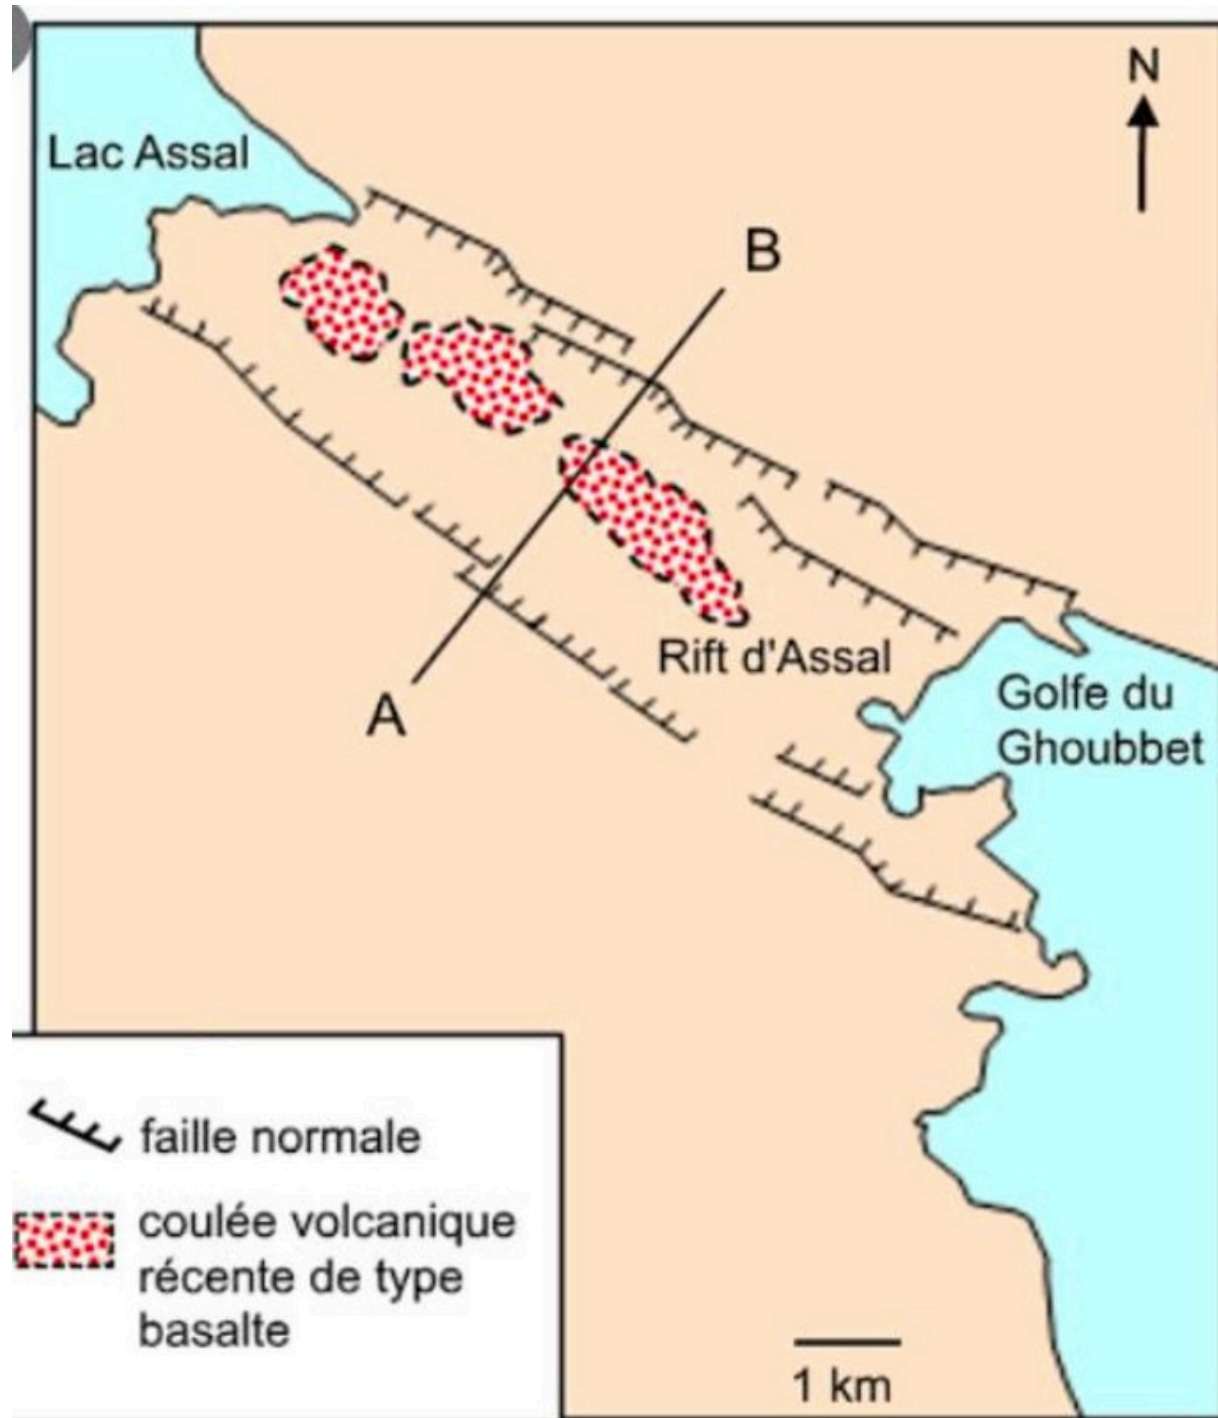 N
Lac Assal
B
Rift d'Assal
Golfe du
Ghoubbet
A
faille normale
coulée volcanique
récente de type
basalte
1 km